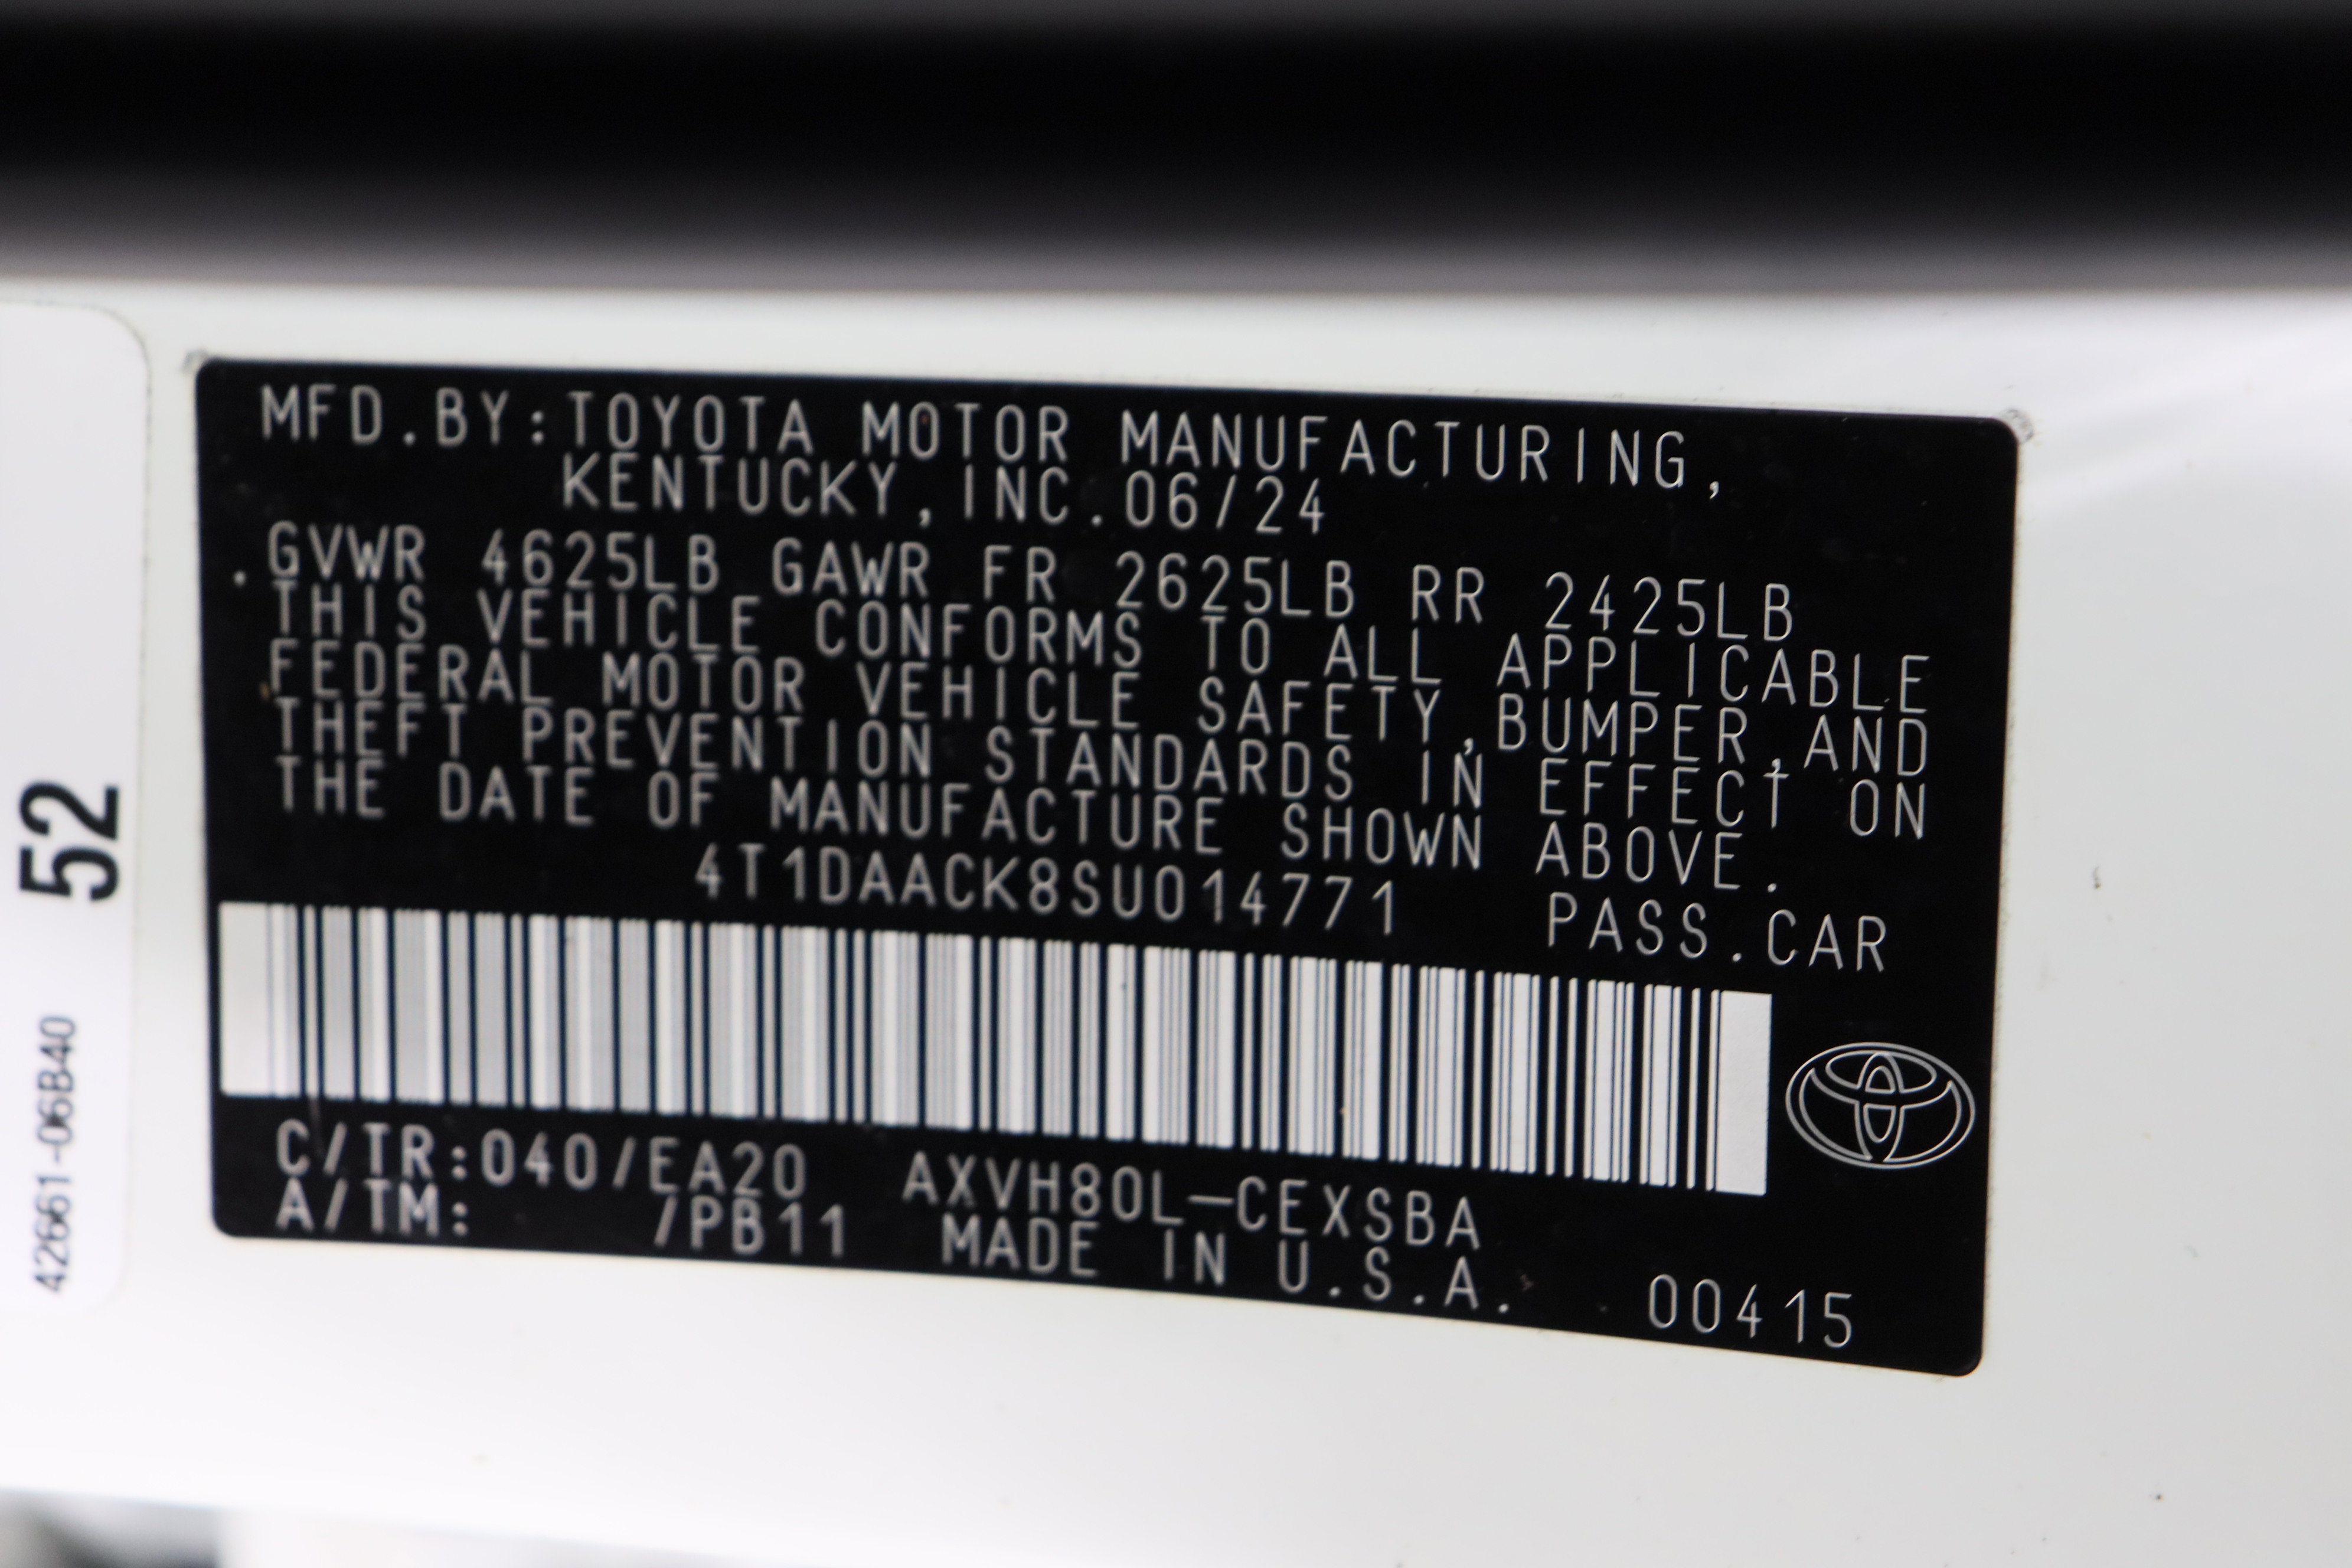 MFD.BY:TOYOTA MOTOR MANUFACTURING,
KENTUCKY,INC.06/24
.GVWR 4625LB GAWR FR 2625LB RR 2425LB
THIS VEHICLE CONFORMS TO ALL APPLICABLE
FEDERAL MOTOR VEHICLE SAFETY,BUMPER,AND
THEFT PREVENTION STANDARDS IN EFFECT ON
THE DATE OF MANUFACTURE SHOWN ABOVE.
4T1DAACK8SU014771 PASS.CAR
C/TR:040/EA20 AXVH80L-CEXSBA
A/TM: /PB11 MADE IN U.S.A. 00415
52
42661-06B40